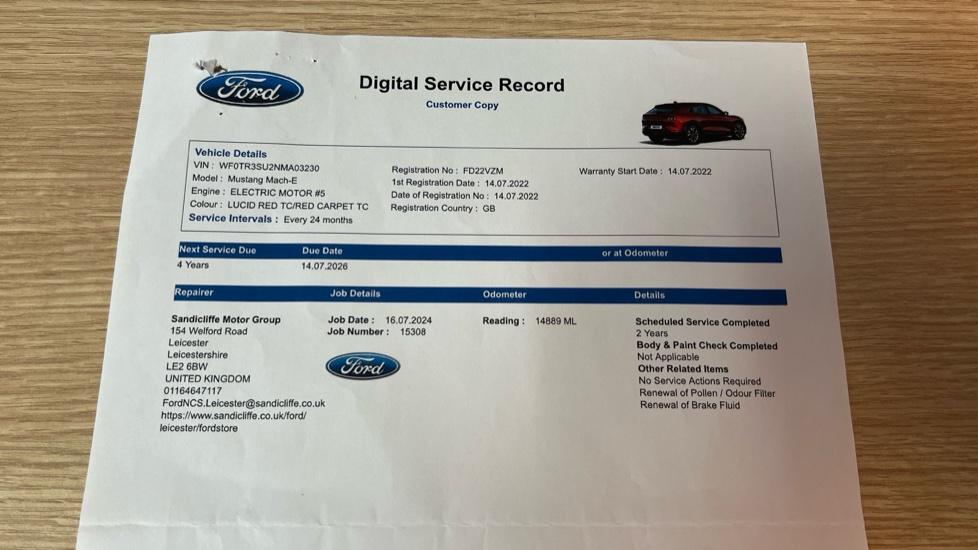 Ford
Digital Service Record
Customer Copy
Vehicle Details
VIN : WF0TR3SU2NMA03230
Model : Mustang Mach-E
Engine : ELECTRIC MOTOR #5
Colour : LUCID RED TC/RED CARPET TC
Service Intervals : Every 24 months
Registration No : FD22VZM
1st Registration Date : 14.07.2022
Date of Registration No : 14.07.2022
Registration Country : GB
Warranty Start Date : 14.07.2022
Next Service Due Due Date or at Odometer
4 Years 14.07.2026
Repairer Job Details Odometer Details
Sandicliffe Motor Group
154 Welford Road
Leicester
Leicestershire
LE2 6BW
UNITED KINGDOM
01164647117
FordNCS.Leicester@sandicliffe.co.uk
https://www.sandicliffe.co.uk/ford/
leicester/fordstore
Job Date : 16.07.2024
Job Number : 15308
Ford
Reading : 14889 ML
Scheduled Service Completed
2 Years
Body & Paint Check Completed
Not Applicable
Other Related Items
No Service Actions Required
Renewal of Pollen / Odour Filter
Renewal of Brake Fluid